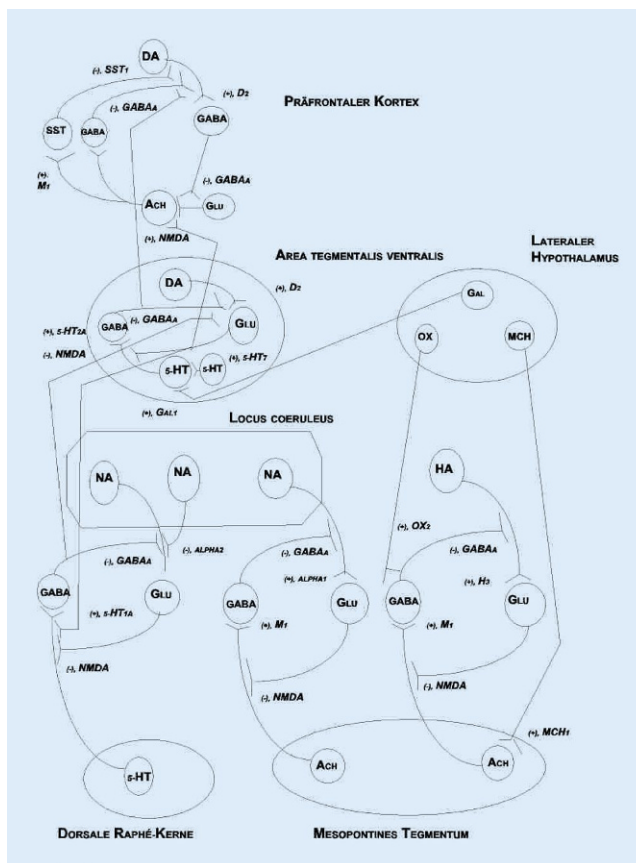 DA
(-), SST1
(+), D2
PRÄFRONTALER KORTEX
(-), GABAA
GABA
SST
GABA
(+), M1
(-), GABAA
ACH
GLU
(+), NMDA
AREA TEGMENTALIS VENTRALIS
LATERALER HYPOTHALAMUS
DA
(+), D2
GAL
(-), GABAA
GABA
GLU
(+), 5-HT2A
OX
MCH
(-), NMDA
5-HT
5-HT
(+), 5-HT7
(+), GAL1
LOCUS COERULEUS
NA
NA
NA
HA
(+), OX2
(-), GABAA
(-), ALPHA2
(-), GABAA
(-), GABAA
(+), ALPHA1
(+), H3
GABA
GLU
GABA
GLU
GABA
GLU
(+), 5-HT1A
(+), M1
(+), M1
(-), NMDA
(-), NMDA
(-), NMDA
(+), MCH1
5-HT
ACH
ACH
DORSALE RAPHÉ-KERNE
MESOPONTINES TEGMENTUM